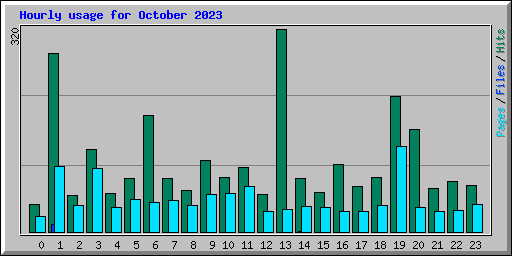 Hourly usage for October 2023
320
Pages / Files / Hits
0 1 2 3 4 5 6 7 8 9 10 11 12 13 14 15 16 17 18 19 20 21 22 23